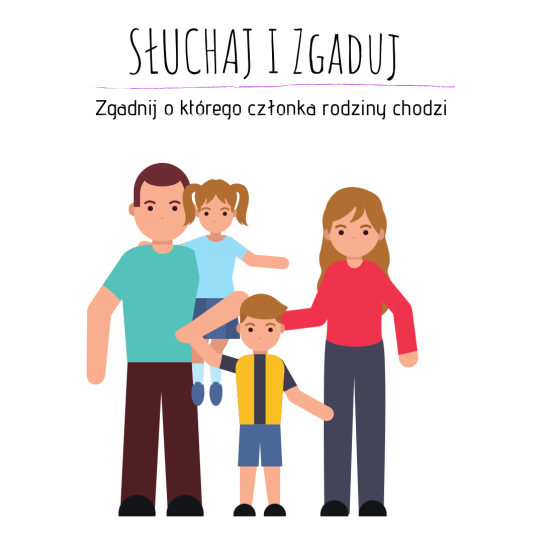 SŁUCHAJ I ZGADUJ
Zgadnij o którego członka rodziny chodzi